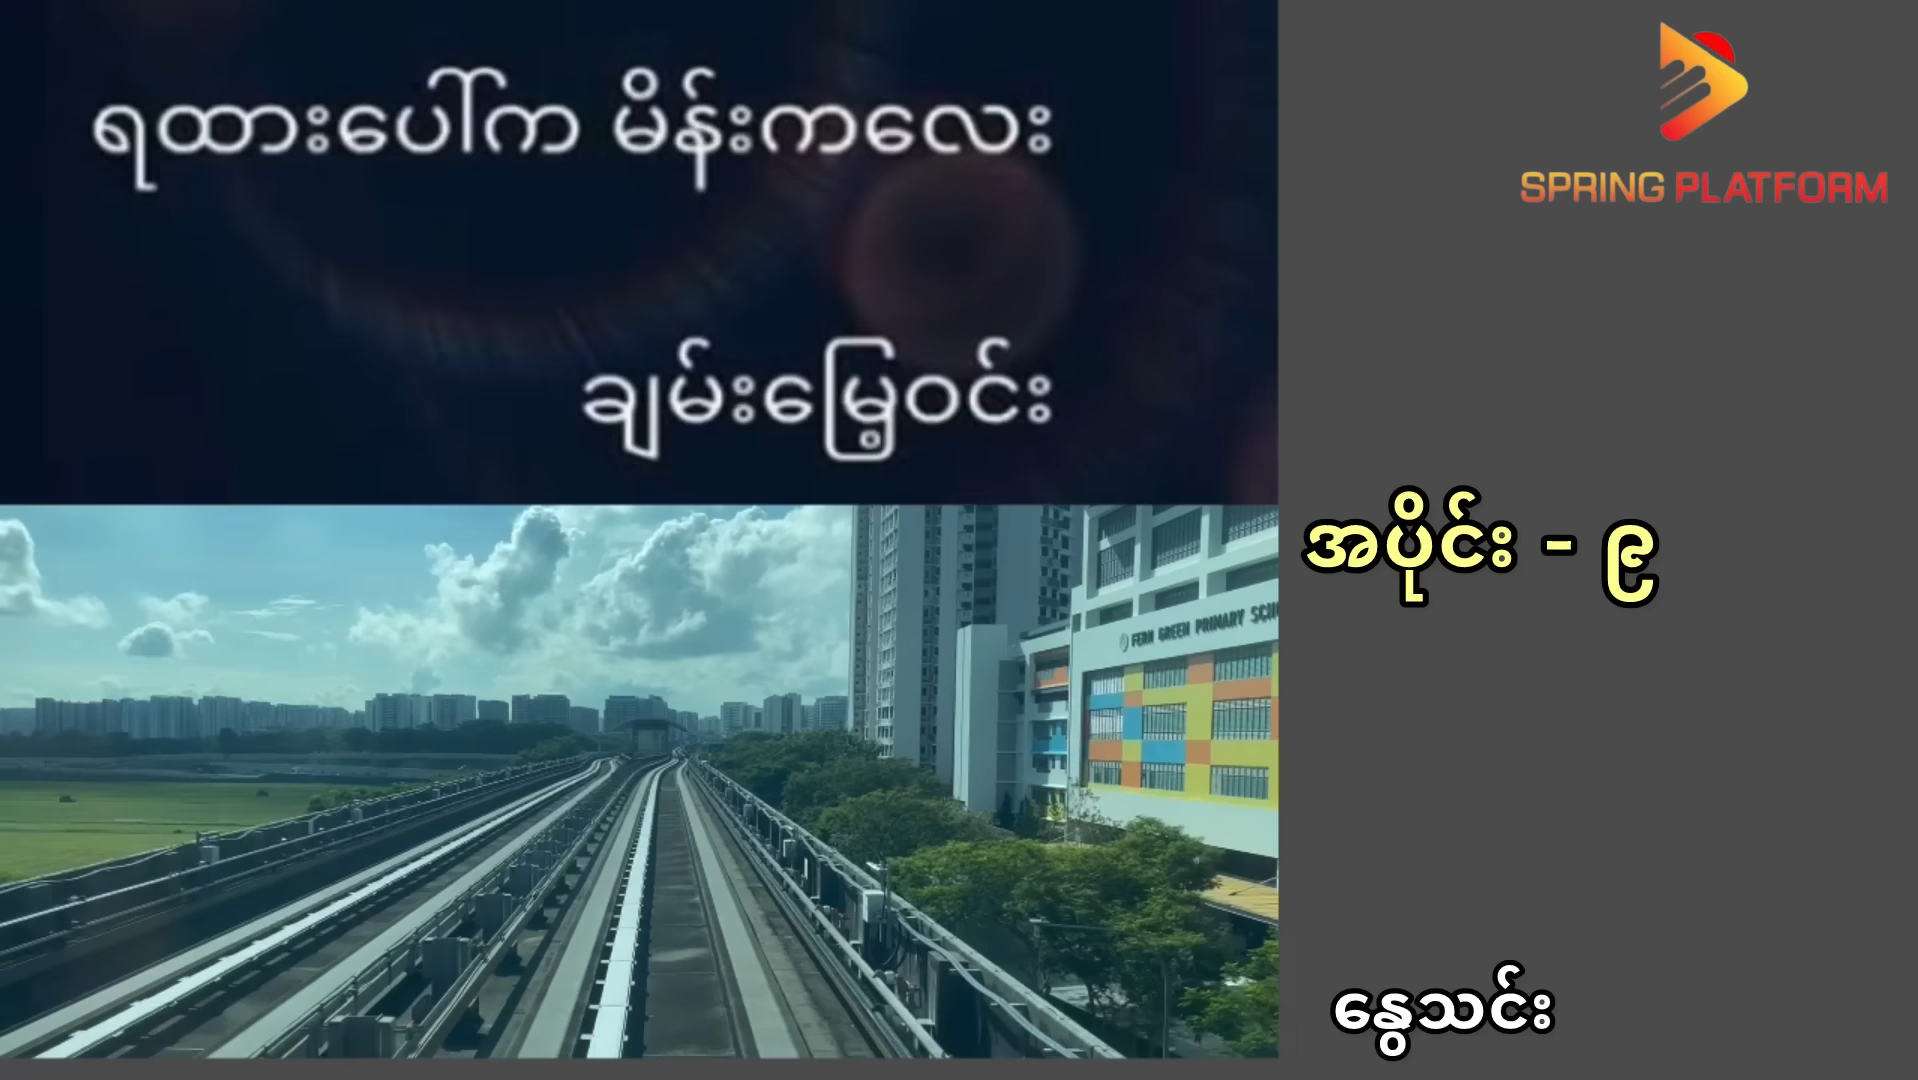 ရထားပေါ်က မိန်းကလေး
ချမ်းမြေ့ဝင်း
SPRING PLATFORM
အပိုင်း - ၉
FERN GREEN PRIMARY
နွေသင်း